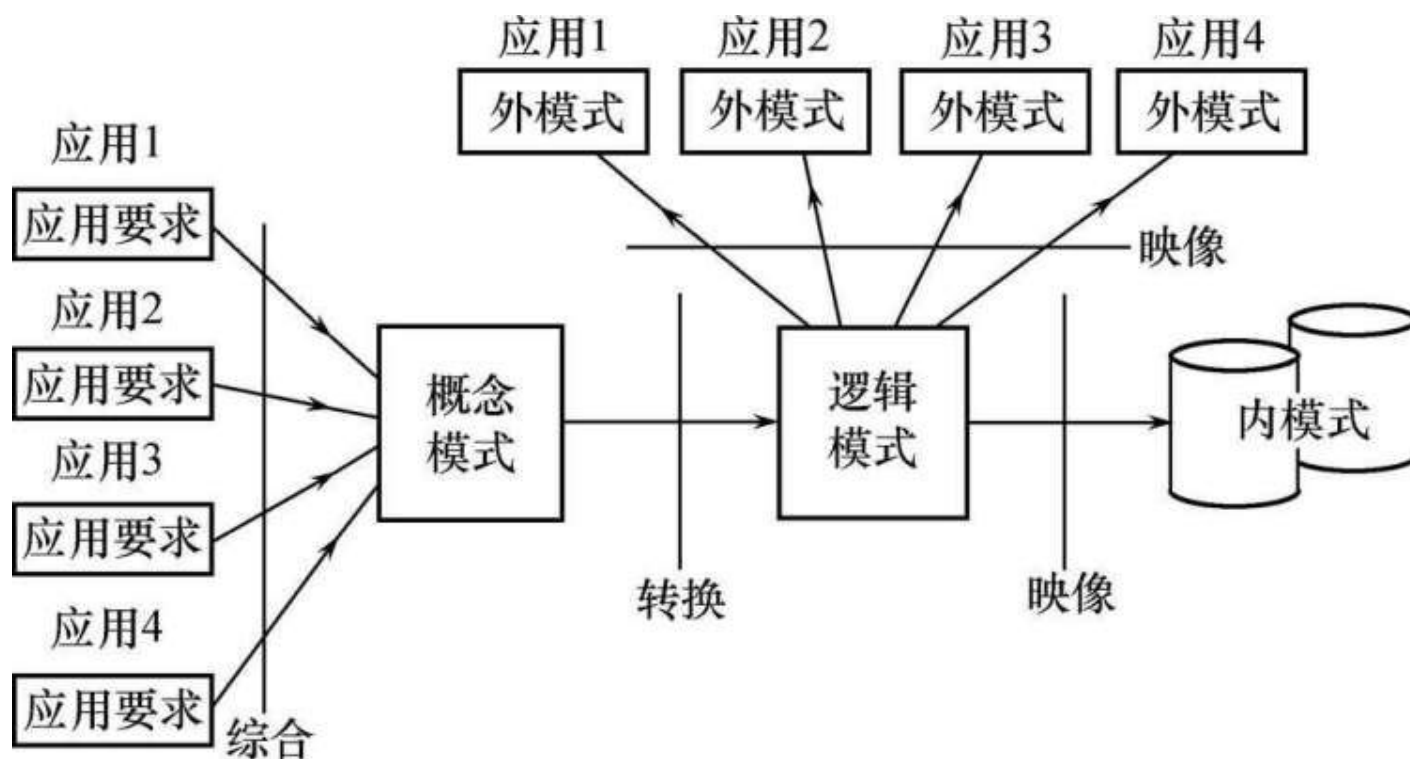 应用1 应用2 应用3 应用4
外模式 外模式 外模式 外模式
应用1
应用要求
映像
应用2
应用要求
概念
模式
逻辑
模式
内模式
应用3
应用要求
转换
映像
应用4
应用要求
综合